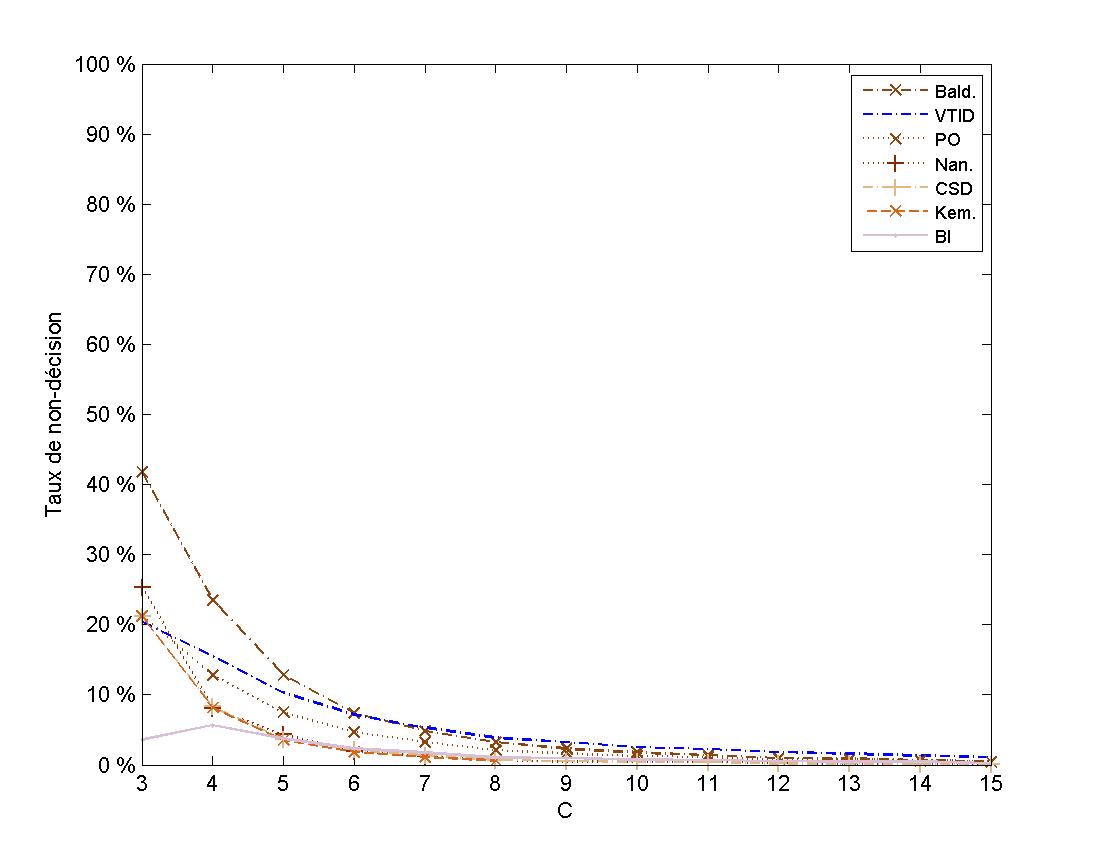 100 %
90 %
80 %
70 %
60 %
50 %
40 %
30 %
20 %
10 %
0 %
Taux de non-décision
3 4 5 6 7 8 9 10 11 12 13 14 15
C
Bald.
VTID
PO
Nan.
CSD
Kem.
BI